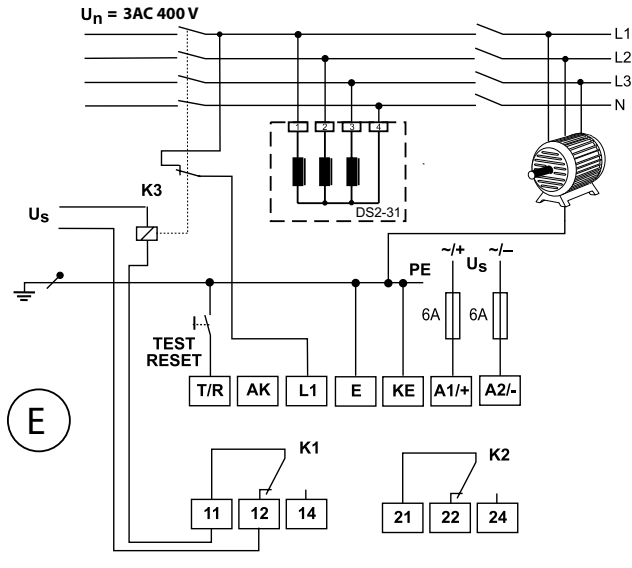 Un = 3AC 400 V
L1
L2
L3
N
1 2 3 4
DS2-31
K3
Us
PE
~/+ Us ~/–
6A 6A
TEST
RESET
T/R AK L1 E KE A1/+ A2/-
E
K1 K2
11 12 14 21 22 24